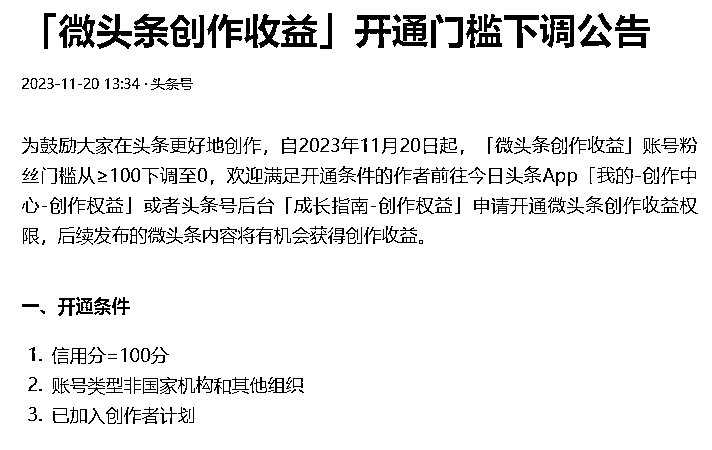 「微头条创作收益」开通门槛下调公告
2023-11-20 13:34 · 头条号
为鼓励大家在头条更好地创作，自2023年11月20日起，「微头条创作收益」账号粉
丝门槛从≥100下调至0，欢迎满足开通条件的作者前往今日头条App「我的-创作中
心-创作权益」或者头条号后台「成长指南-创作权益」申请开通微头条创作收益权
限，后续发布的微头条内容将有机会获得创作收益。
一、开通条件
1. 信用分=100分
2. 账号类型非国家机构和其他组织
3. 已加入创作者计划